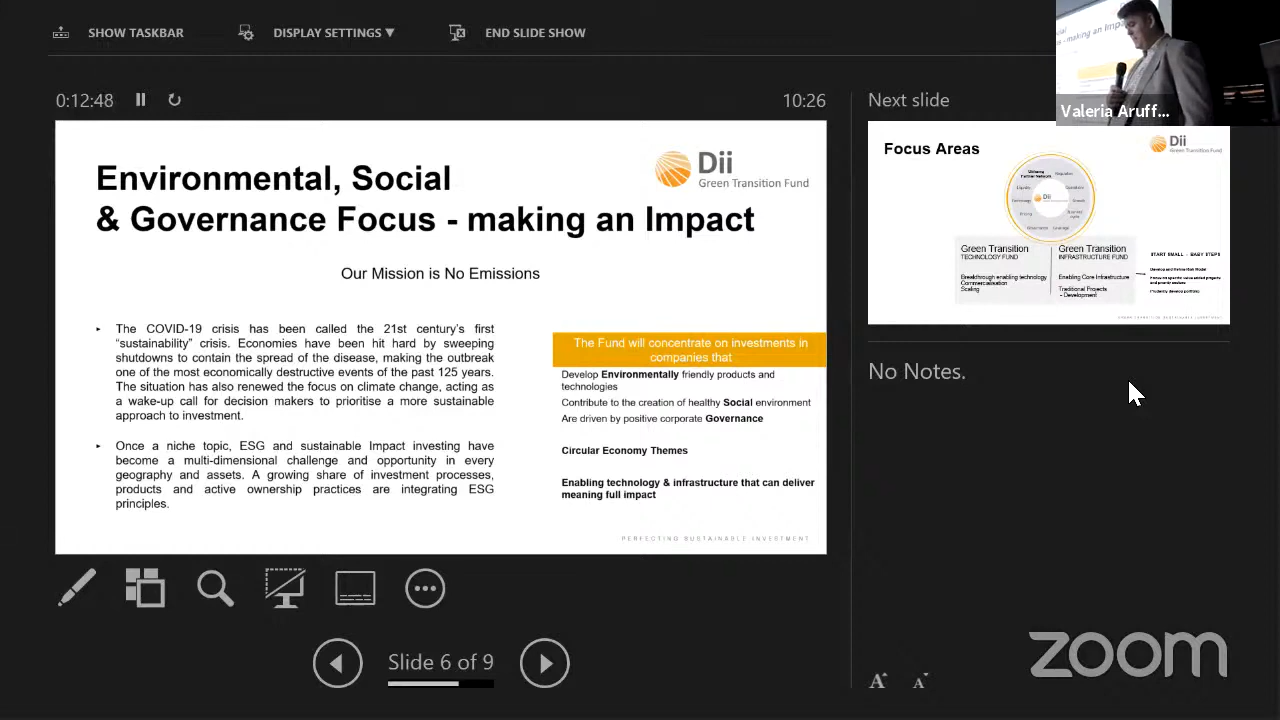 SHOW TASKBAR
DISPLAY SETTINGS ▼
END SLIDE SHOW
Valeria Aruff...
0:12:48
10:26
Environmental, Social
& Governance Focus - making an Impact
Dii
Green Transition Fund
Our Mission is No Emissions
▸ The COVID-19 crisis has been called the 21st century's first
"sustainability" crisis. Economies have been hit hard by sweeping
shutdowns to contain the spread of the disease, making the outbreak
one of the most economically destructive events of the past 125 years.
The situation has also renewed the focus on climate change, acting as
a wake-up call for decision makers to prioritise a more sustainable
approach to investment.
▸ Once a niche topic, ESG and sustainable Impact investing have
become a multi-dimensional challenge and opportunity in every
geography and assets. A growing share of investment processes,
products and active ownership practices are integrating ESG
principles.
The Fund will concentrate on investments in
companies that
Develop Environmentally friendly products and
technologies
Contribute to the creation of healthy Social environment
Are driven by positive corporate Governance
Circular Economy Themes
Enabling technology & infrastructure that can deliver
meaning full impact
PERFECTING SUSTAINABLE INVESTMENT
Slide 6 of 9
Next slide
Focus Areas
Dii
Green Transition Fund
Green Transition
TECHNOLOGY FUND
Breakthrough enabling technology
Commercialisation
Scaling
Green Transition
INFRASTRUCTURE FUND
Enabling Core Infrastructure
Traditional Projects
- Development
START SMALL - BABY STEPS
No Notes.
A A
zoom